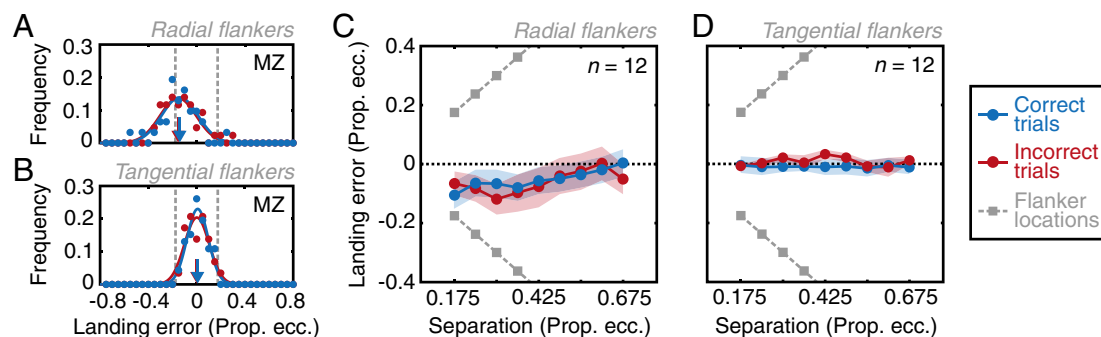 A
Radial flankers
MZ
Frequency
0.3
0.2
0.1
0
B
Tangential flankers
MZ
Frequency
0.3
0.2
0.1
0
-0.8 -0.4 0 0.4 0.8
Landing error (Prop. ecc.)
C
Radial flankers
n = 12
Landing error (Prop. ecc.)
0.4
0.2
0
-0.2
-0.4
0.175 0.425 0.675
Separation (Prop. ecc.)
D
Tangential flankers
n = 12
0.175 0.425 0.675
Separation (Prop. ecc.)
Correct
trials
Incorrect
trials
Flanker
locations